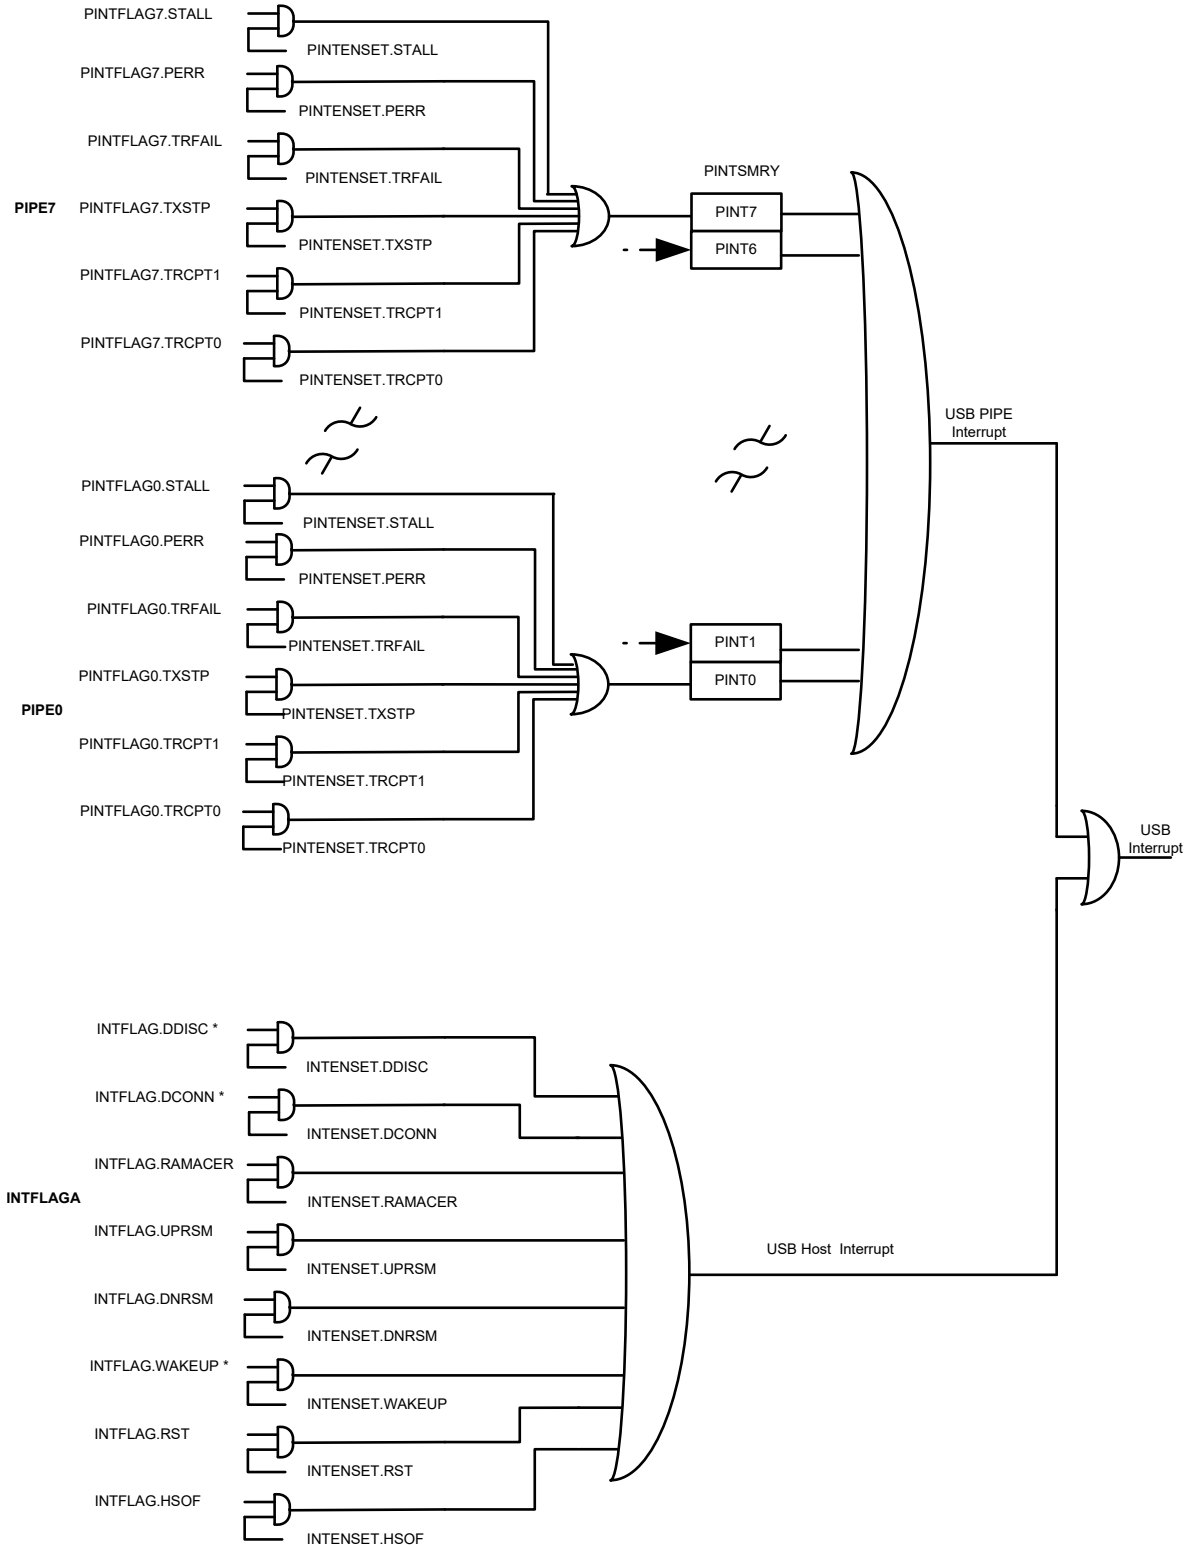 PINTFLAG7.STALL
PINTENSET.STALL
PINTFLAG7.PERR
PINTENSET.PERR
PINTFLAG7.TRFAIL
PINTENSET.TRFAIL
PINTSMRY
PIPE7 PINTFLAG7.TXSTP
PINT7
PINTENSET.TXSTP
PINT6
PINTFLAG7.TRCPT1
PINTENSET.TRCPT1
PINTFLAG7.TRCPT0
PINTENSET.TRCPT0
USB PIPE
Interrupt
PINTFLAG0.STALL
PINTENSET.STALL
PINTFLAG0.PERR
PINTENSET.PERR
PINTFLAG0.TRFAIL
PINTENSET.TRFAIL
PINT1
PINTFLAG0.TXSTP
PINT0
PIPE0
PINTENSET.TXSTP
PINTFLAG0.TRCPT1
PINTENSET.TRCPT1
PINTFLAG0.TRCPT0
PINTENSET.TRCPT0
USB
Interrupt
INTFLAG.DDISC *
INTENSET.DDISC
INTFLAG.DCONN *
INTENSET.DCONN
INTFLAG.RAMACER
INTFLAGA
INTENSET.RAMACER
INTFLAG.UPRSM
USB Host Interrupt
INTENSET.UPRSM
INTFLAG.DNRSM
INTENSET.DNRSM
INTFLAG.WAKEUP *
INTENSET.WAKEUP
INTFLAG.RST
INTENSET.RST
INTFLAG.HSOF
INTENSET.HSOF